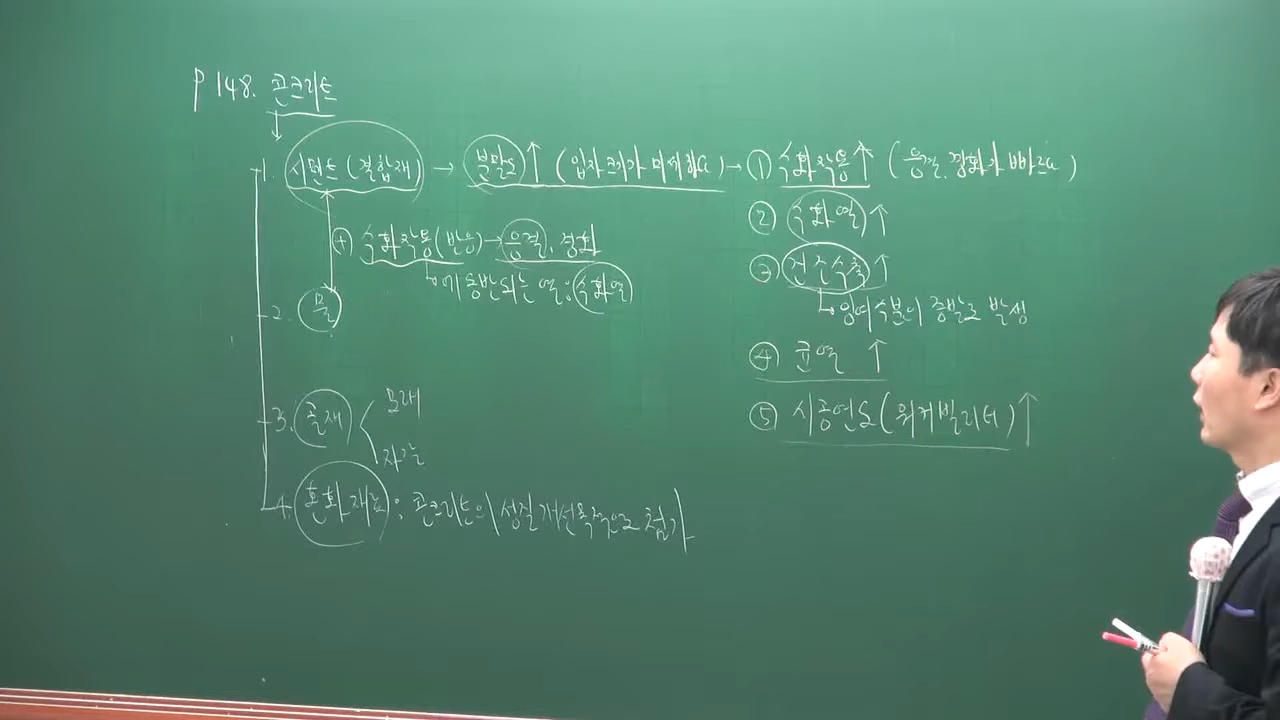 P 148. 콘크리트
1. 시멘트(결합재) → 분말도↑ (입자크기가 미세하다) → ① 수화작용↑ (응결, 경화가 빠르다)
② 수화열↑
+ 수화작용(반응) → 응결, 경화
③ 건조수축↑
↳ 에 동반되는 열 : 수화열
↳ 잉여수분이 증발로 발생
2. 물
④ 균열 ↑
⑤ 시공연도(워커빌리티)↑
3. 골재 < 모래
자갈
4. 혼화재료 : 콘크리트의 성질개선목적으로 첨가